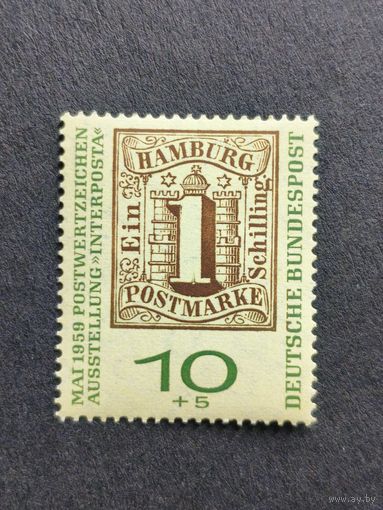 MAI 1959 POSTWERTZEICHEN
AUSSTELLUNG »INTERPOSTA«
HAMBURG
Ein
1
Schilling
POSTMARKE
DEUTSCHE BUNDESPOST
10
+ 5
www.ay.by